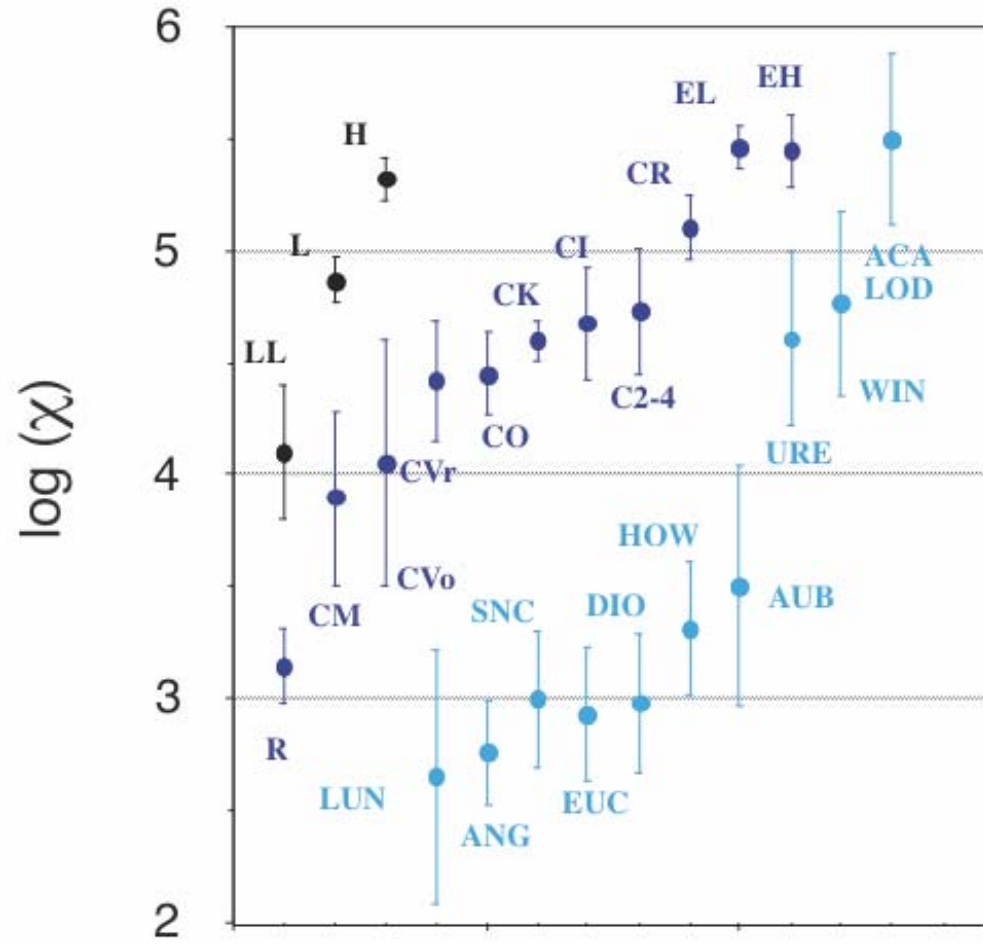 6
EH
EL
H
CR
CI
L
5
ACA
LOD
CK
LL
WIN
C2-4
CO
URE
CVr
4
log (χ)
HOW
CVo
AUB
SNC
DIO
CM
3
R
LUN
EUC
ANG
2